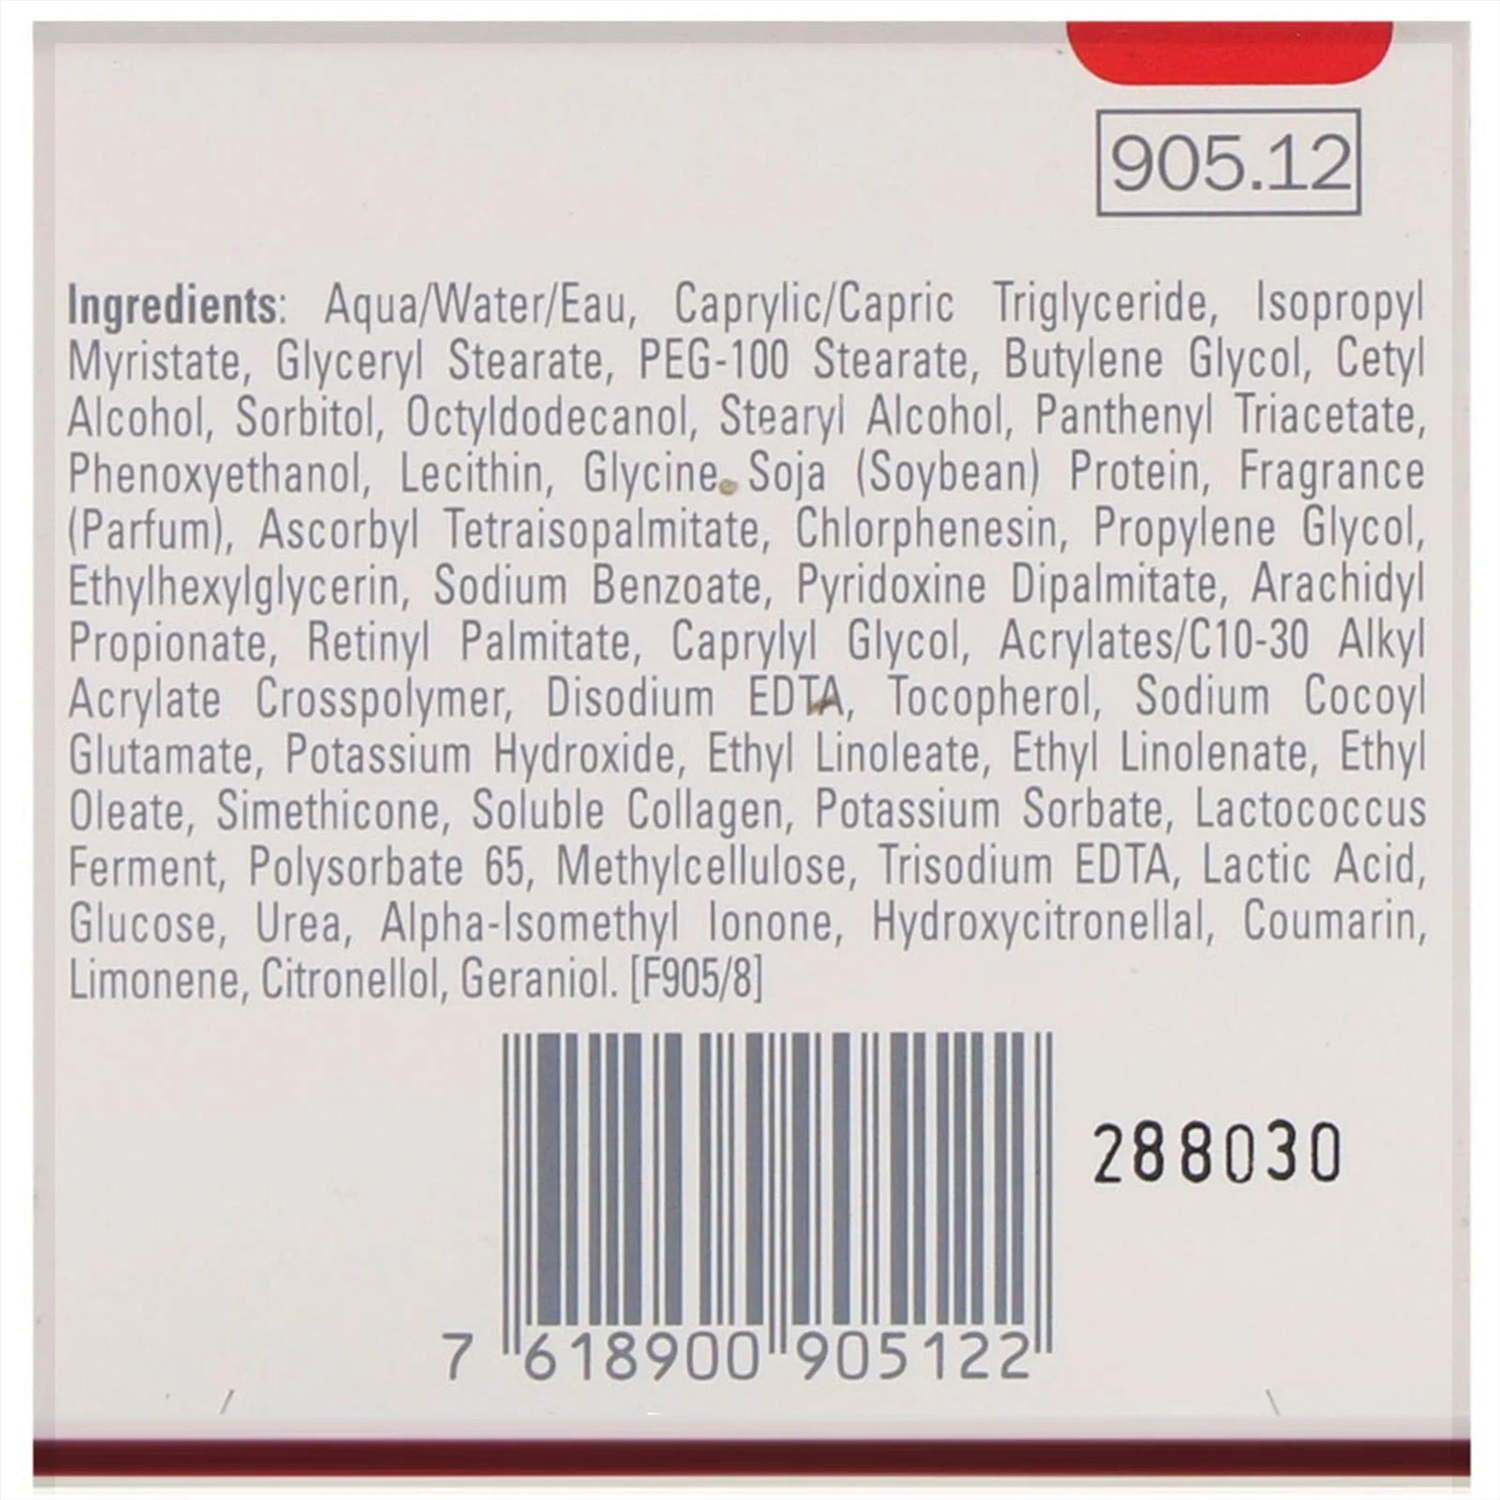 905.12
Ingredients: Aqua/Water/Eau, Caprylic/Capric Triglyceride, Isopropyl
Myristate, Glyceryl Stearate, PEG-100 Stearate, Butylene Glycol, Cetyl
Alcohol, Sorbitol, Octyldodecanol, Stearyl Alcohol, Panthenyl Triacetate,
Phenoxyethanol, Lecithin, Glycine Soja (Soybean) Protein, Fragrance
(Parfum), Ascorbyl Tetraisopalmitate, Chlorphenesin, Propylene Glycol,
Ethylhexylglycerin, Sodium Benzoate, Pyridoxine Dipalmitate, Arachidyl
Propionate, Retinyl Palmitate, Caprylyl Glycol, Acrylates/C10-30 Alkyl
Acrylate Crosspolymer, Disodium EDTA, Tocopherol, Sodium Cocoyl
Glutamate, Potassium Hydroxide, Ethyl Linoleate, Ethyl Linolenate, Ethyl
Oleate, Simethicone, Soluble Collagen, Potassium Sorbate, Lactococcus
Ferment, Polysorbate 65, Methylcellulose, Trisodium EDTA, Lactic Acid,
Glucose, Urea, Alpha-Isomethyl Ionone, Hydroxycitronellal, Coumarin,
Limonene, Citronellol, Geraniol. [F905/8]
288030
7 618900 905122